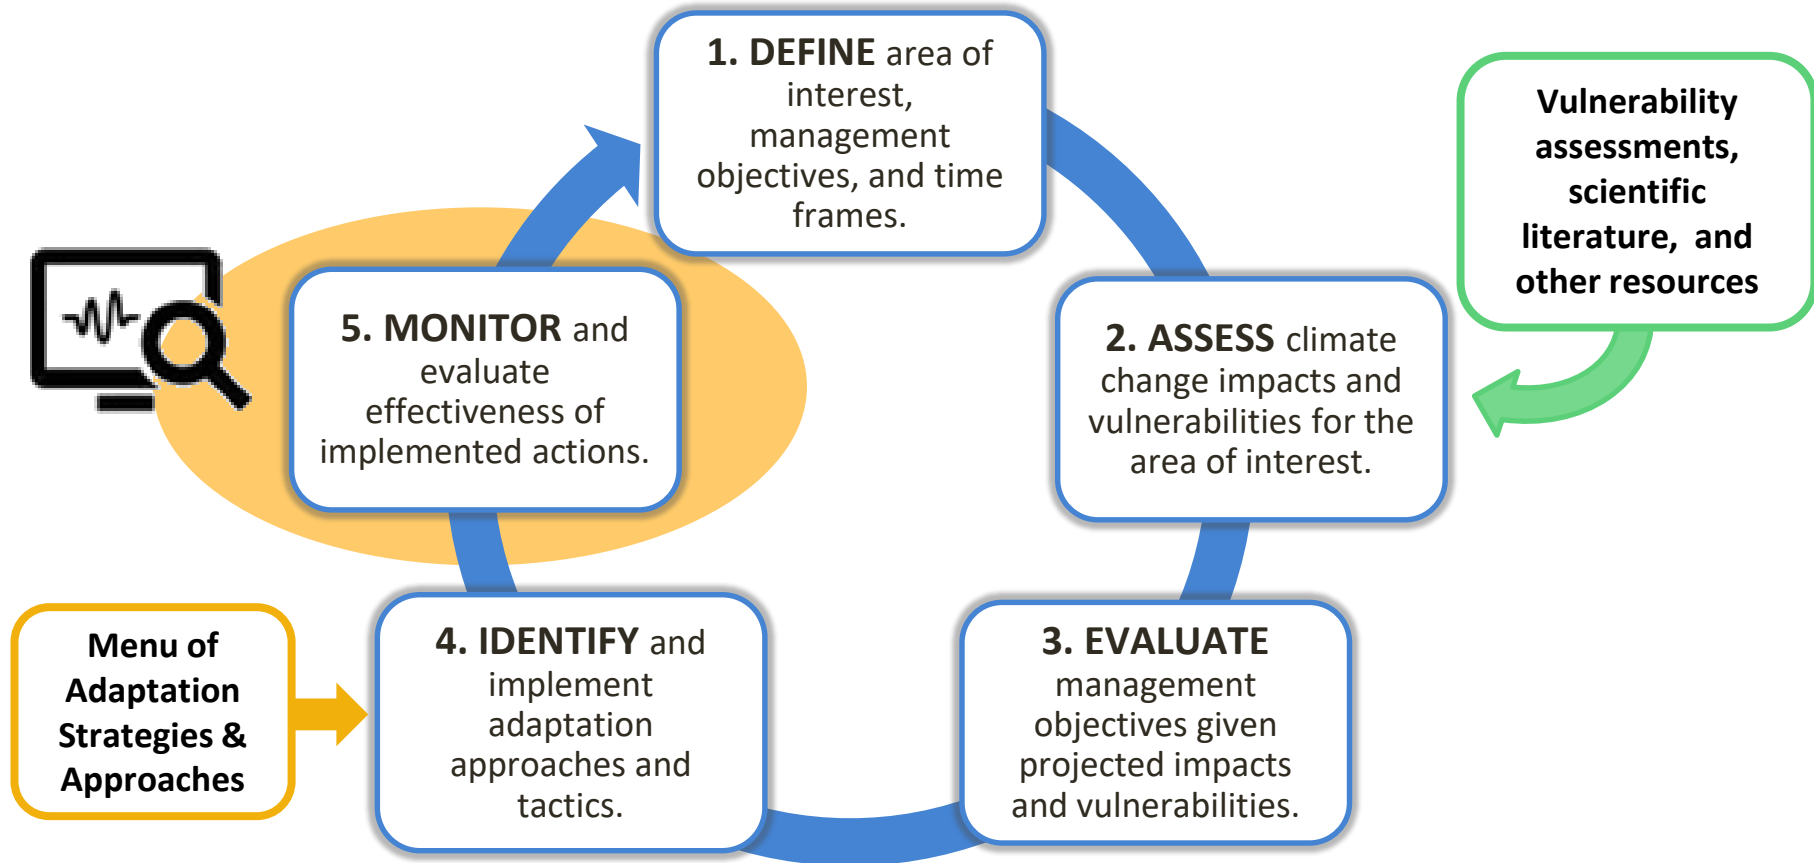 1. DEFINE area of
interest,
management
objectives, and time
frames.
Vulnerability
assessments,
scientific
literature, and
other resources
2. ASSESS climate
change impacts and
vulnerabilities for the
area of interest.
3. EVALUATE
management
objectives given
projected impacts
and vulnerabilities.
4. IDENTIFY and
implement
adaptation
approaches and
tactics.
Menu of
Adaptation
Strategies &
Approaches
5. MONITOR and
evaluate
effectiveness of
implemented actions.